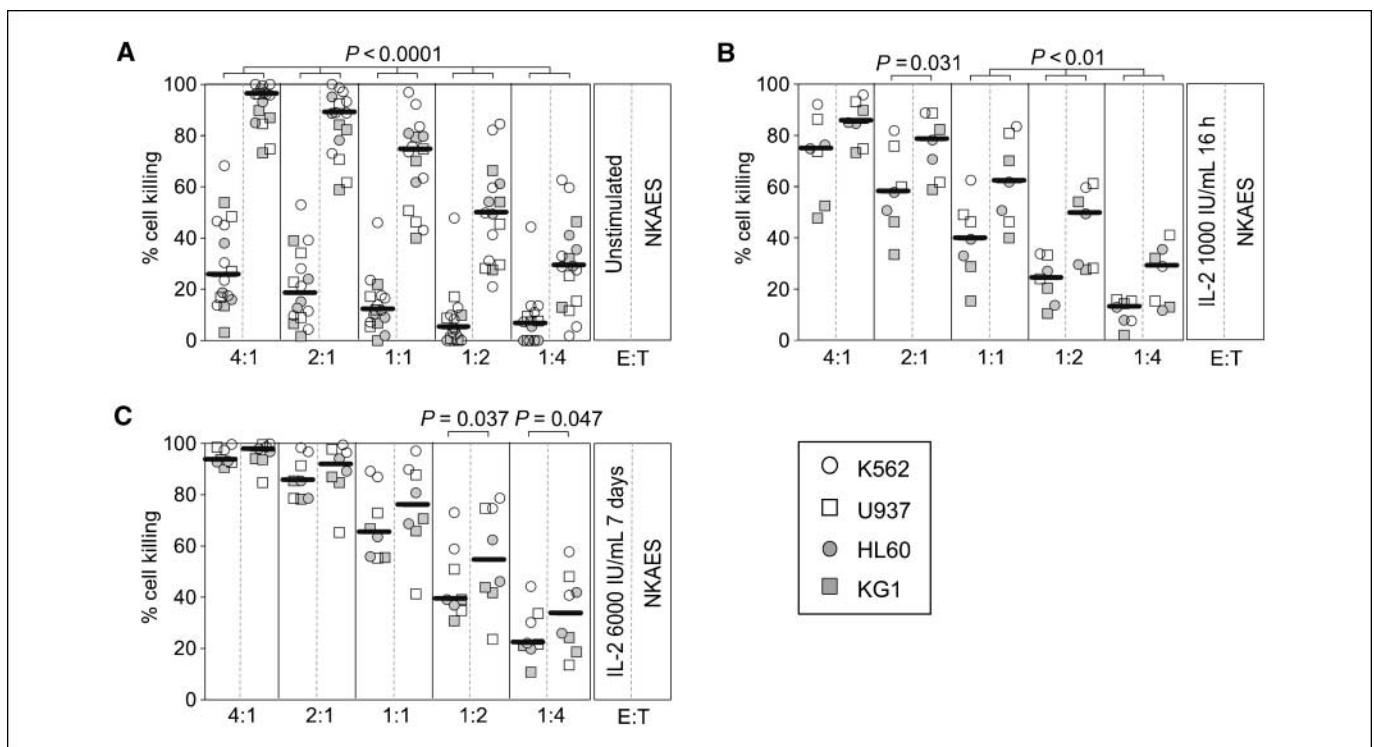 A
P < 0.0001
% cell killing
100
80
60
40
20
0
4:1
2:1
1:1
1:2
1:4
E:T
Unstimulated
NKAES
B
P = 0.031
P < 0.01
% cell killing
100
80
60
40
20
0
4:1
2:1
1:1
1:2
1:4
E:T
IL-2 1000 IU/mL 16 h
NKAES
C
P = 0.037
P = 0.047
% cell killing
100
80
60
40
20
0
4:1
2:1
1:1
1:2
1:4
E:T
IL-2 6000 IU/mL 7 days
NKAES
K562
U937
HL60
KG1